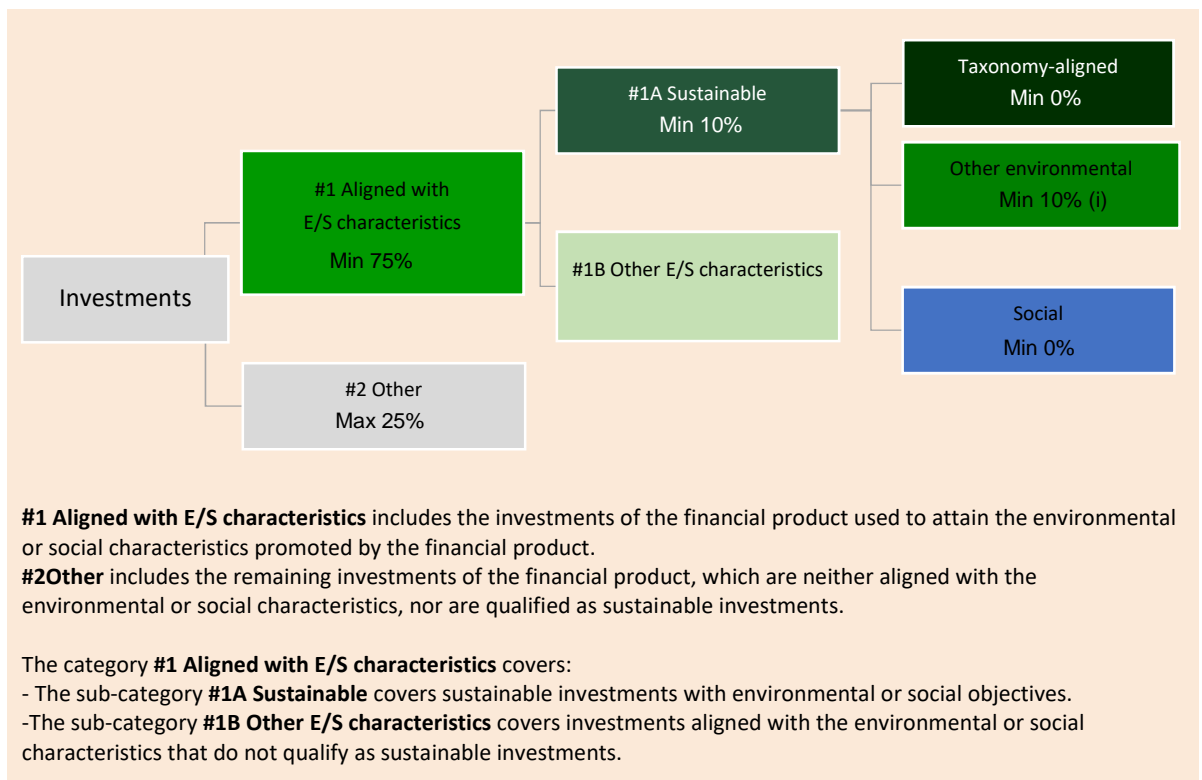 Investments
#1 Aligned with
E/S characteristics
Min 75%
#2 Other
Max 25%
#1A Sustainable
Min 10%
#1B Other E/S characteristics
Taxonomy-aligned
Min 0%
Other environmental
Min 10% (i)
Social
Min 0%
#1 Aligned with E/S characteristics includes the investments of the financial product used to attain the environmental
or social characteristics promoted by the financial product.
#2Other includes the remaining investments of the financial product, which are neither aligned with the
environmental or social characteristics, nor are qualified as sustainable investments.
The category #1 Aligned with E/S characteristics covers:
- The sub-category #1A Sustainable covers sustainable investments with environmental or social objectives.
-The sub-category #1B Other E/S characteristics covers investments aligned with the environmental or social
characteristics that do not qualify as sustainable investments.